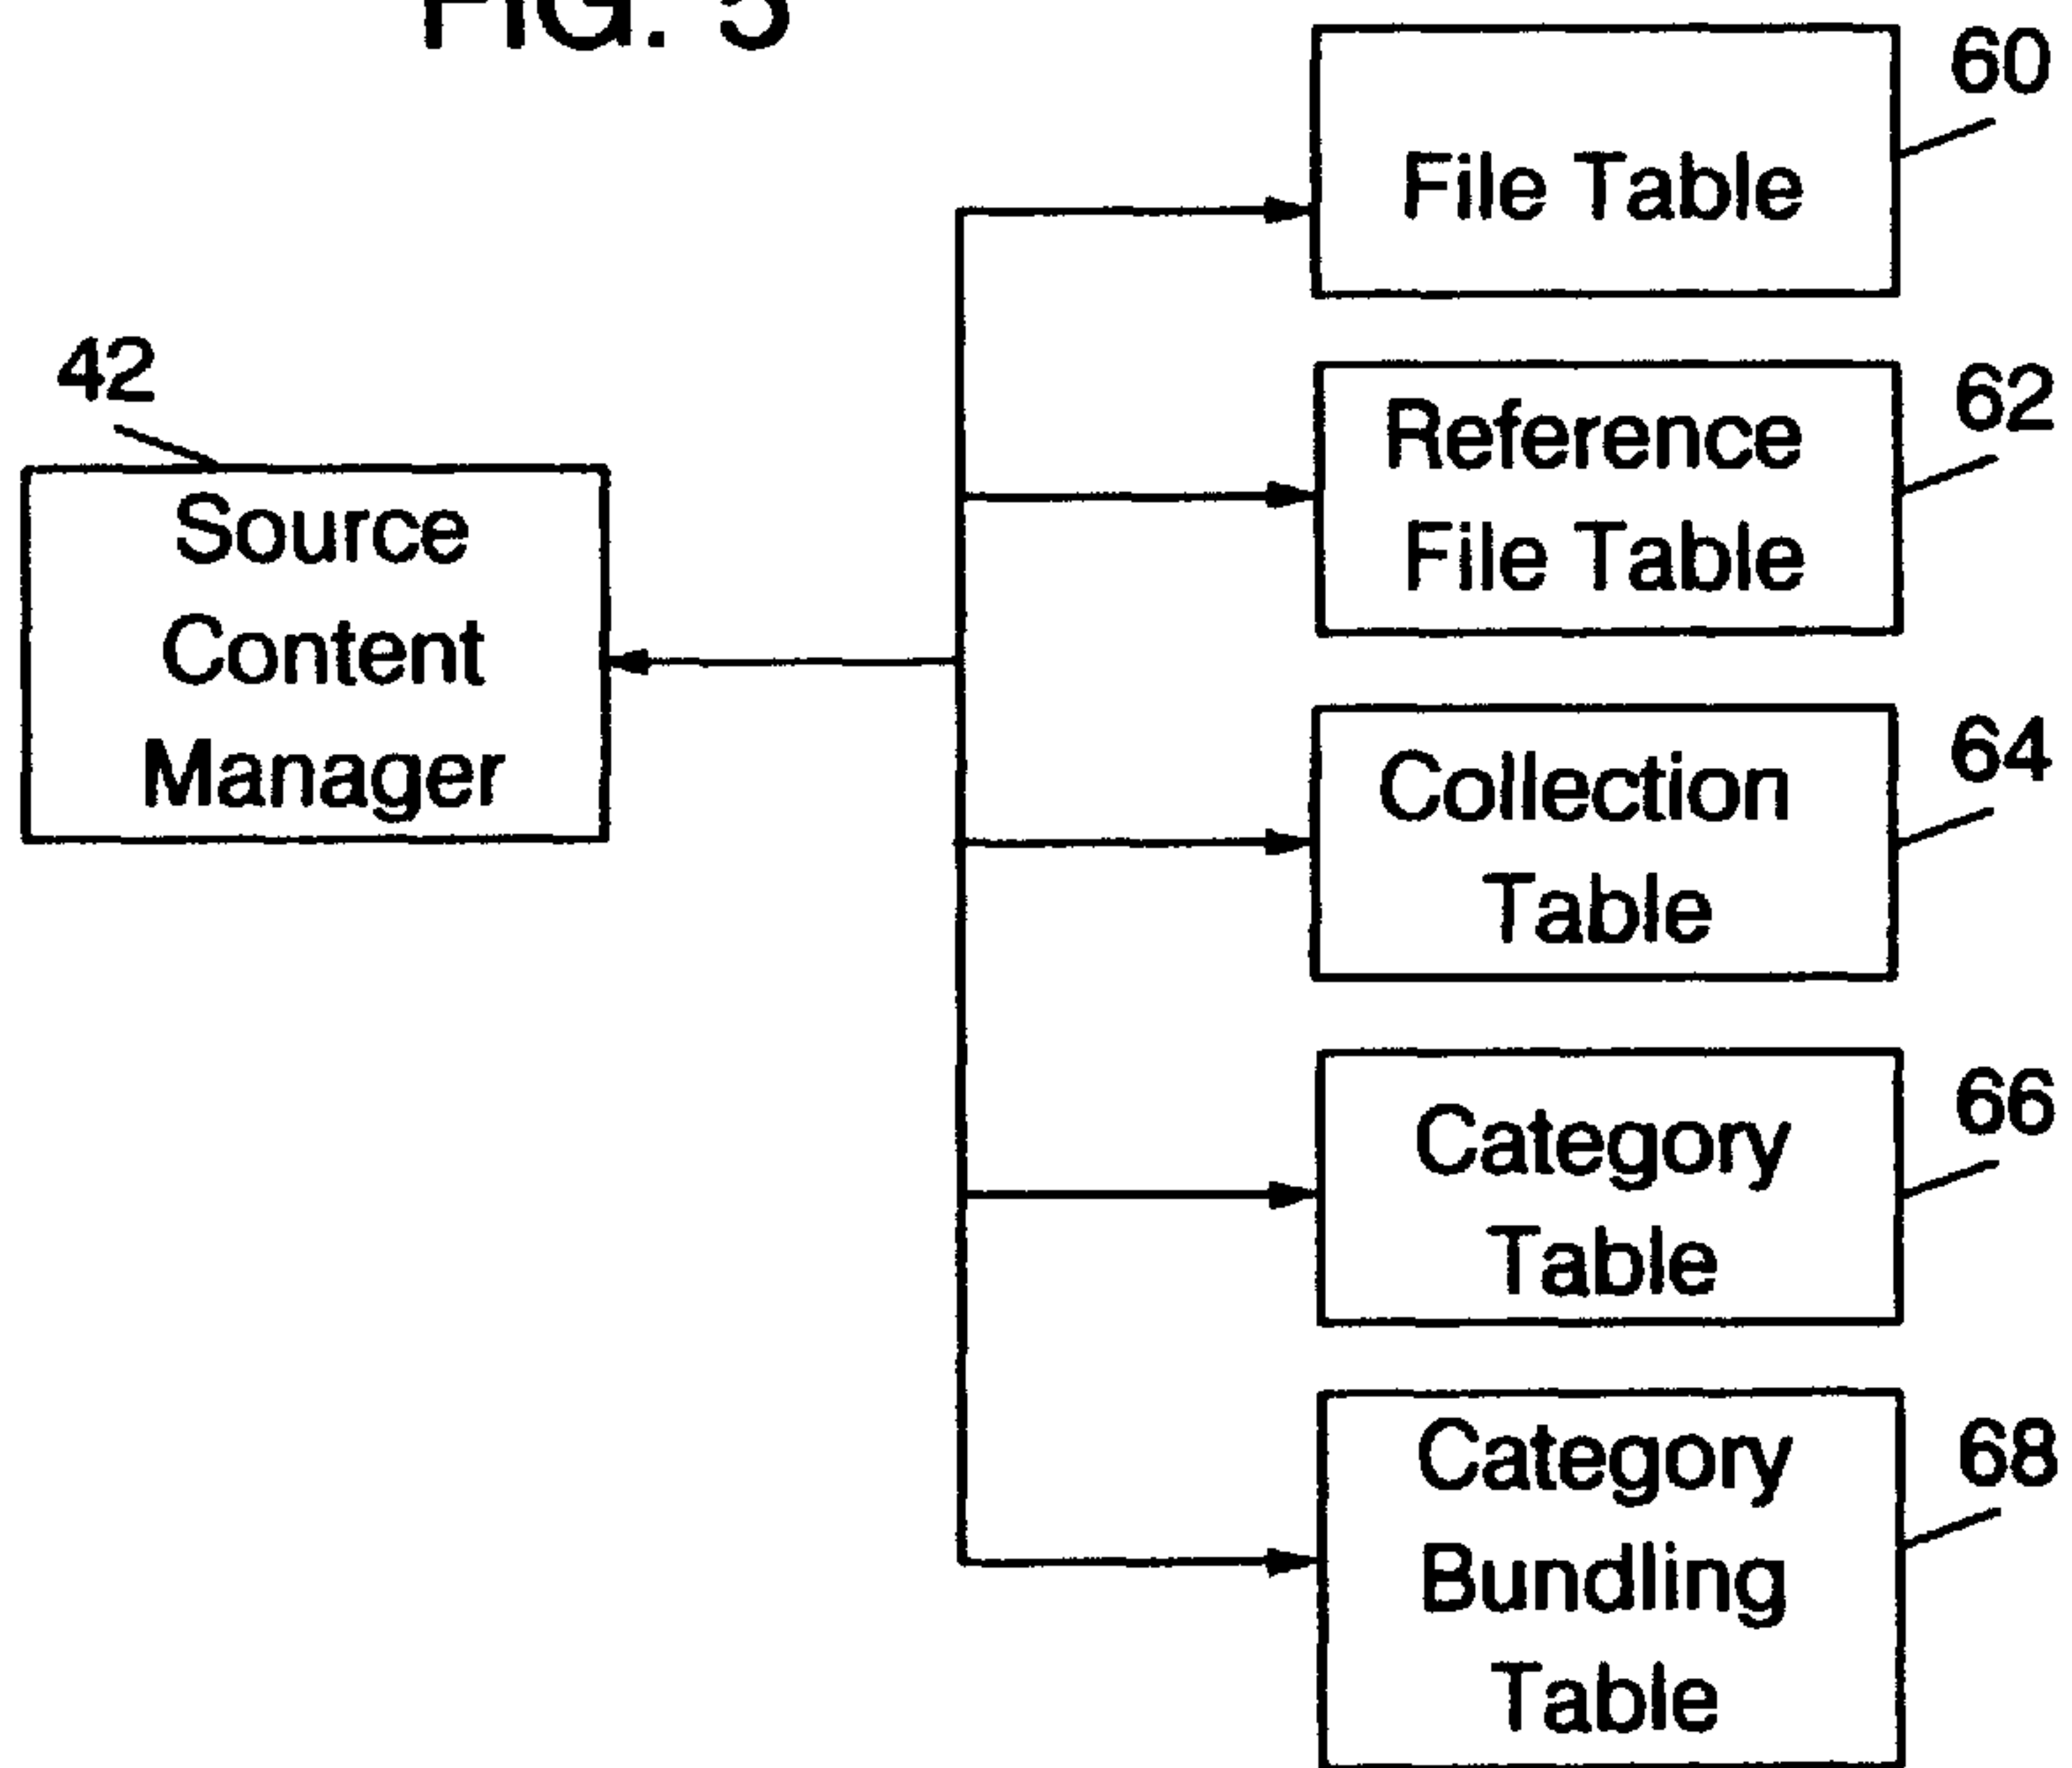 FIG. 5
60
File Table
42
62
Reference
File Table
Source
Content
Manager
64
Collection
Table
66
Category
Table
68
Category
Bundling
Table